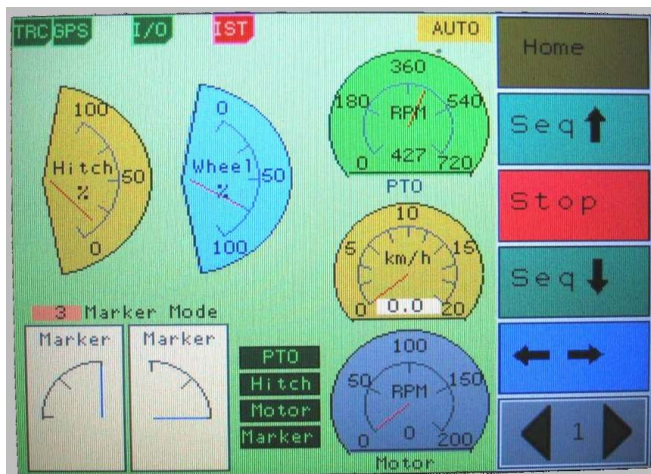 TRC GPS I/O IST AUTO
Home
Seq
Stop
Seq
1
100
Hitch
%
50
0
0
Wheel
%
50
100
360
180
RPM
540
0
427
720
PTO
10
5
km/h
15
0
0.0
20
3 Marker Mode
Marker
Marker
PTO
Hitch
Motor
Marker
100
50
RPM
150
0
0
200
Motor